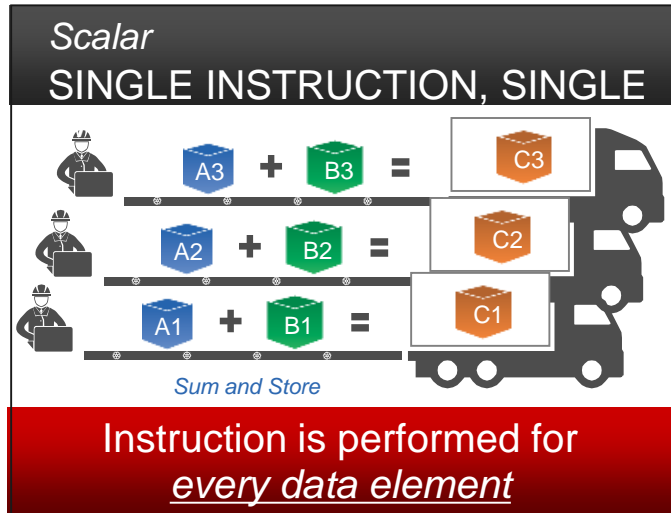 Scalar
SINGLE INSTRUCTION, SINGLE
A3 + B3 = C3
A2 + B2 = C2
A1 + B1 = C1
Sum and Store
Instruction is performed for
every data element